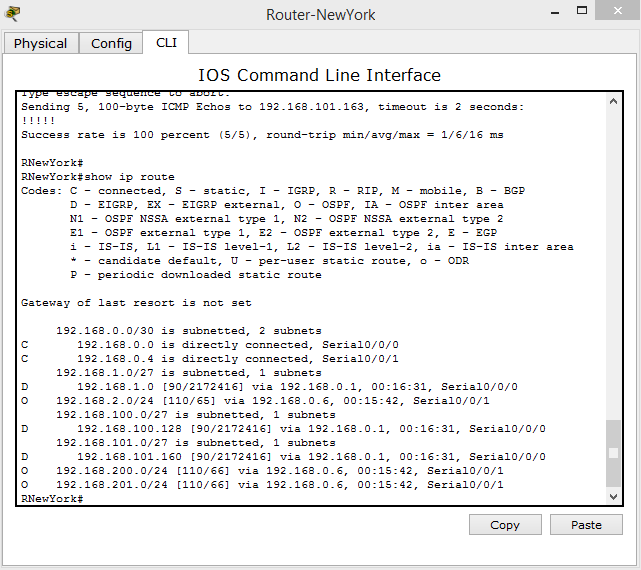 Router-NewYork
Physical Config CLI
IOS Command Line Interface
Type escape sequence to abort.
Sending 5, 100-byte ICMP Echos to 192.168.101.163, timeout is 2 seconds:
!!!!!
Success rate is 100 percent (5/5), round-trip min/avg/max = 1/6/16 ms
RNewYork#
RNewYork#show ip route
Codes: C - connected, S - static, I - IGRP, R - RIP, M - mobile, B - BGP
D - EIGRP, EX - EIGRP external, O - OSPF, IA - OSPF inter area
N1 - OSPF NSSA external type 1, N2 - OSPF NSSA external type 2
E1 - OSPF external type 1, E2 - OSPF external type 2, E - EGP
i - IS-IS, L1 - IS-IS level-1, L2 - IS-IS level-2, ia - IS-IS inter area
* - candidate default, U - per-user static route, o - ODR
P - periodic downloaded static route
Gateway of last resort is not set
192.168.0.0/30 is subnetted, 2 subnets
C 192.168.0.0 is directly connected, Serial0/0/0
C 192.168.0.4 is directly connected, Serial0/0/1
192.168.1.0/27 is subnetted, 1 subnets
D 192.168.1.0 [90/2172416] via 192.168.0.1, 00:16:31, Serial0/0/0
O 192.168.2.0/24 [110/65] via 192.168.0.6, 00:15:42, Serial0/0/1
192.168.100.0/27 is subnetted, 1 subnets
D 192.168.100.128 [90/2172416] via 192.168.0.1, 00:16:31, Serial0/0/0
192.168.101.0/27 is subnetted, 1 subnets
D 192.168.101.160 [90/2172416] via 192.168.0.1, 00:16:31, Serial0/0/0
O 192.168.200.0/24 [110/66] via 192.168.0.6, 00:15:42, Serial0/0/1
O 192.168.201.0/24 [110/66] via 192.168.0.6, 00:15:42, Serial0/0/1
RNewYork#
Copy Paste